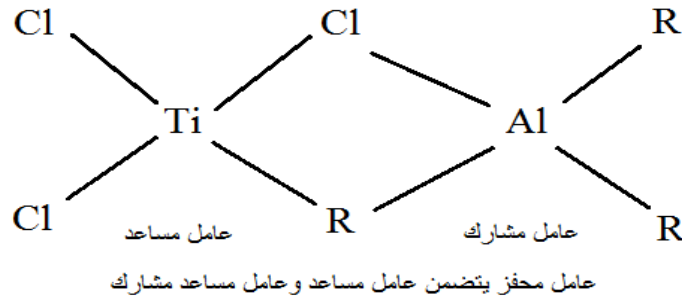 Cl Cl R
Ti Al
Cl R R
عامل مساعد عامل مشارك
عامل محفز يتضمن عامل مساعد وعامل مساعد مشارك